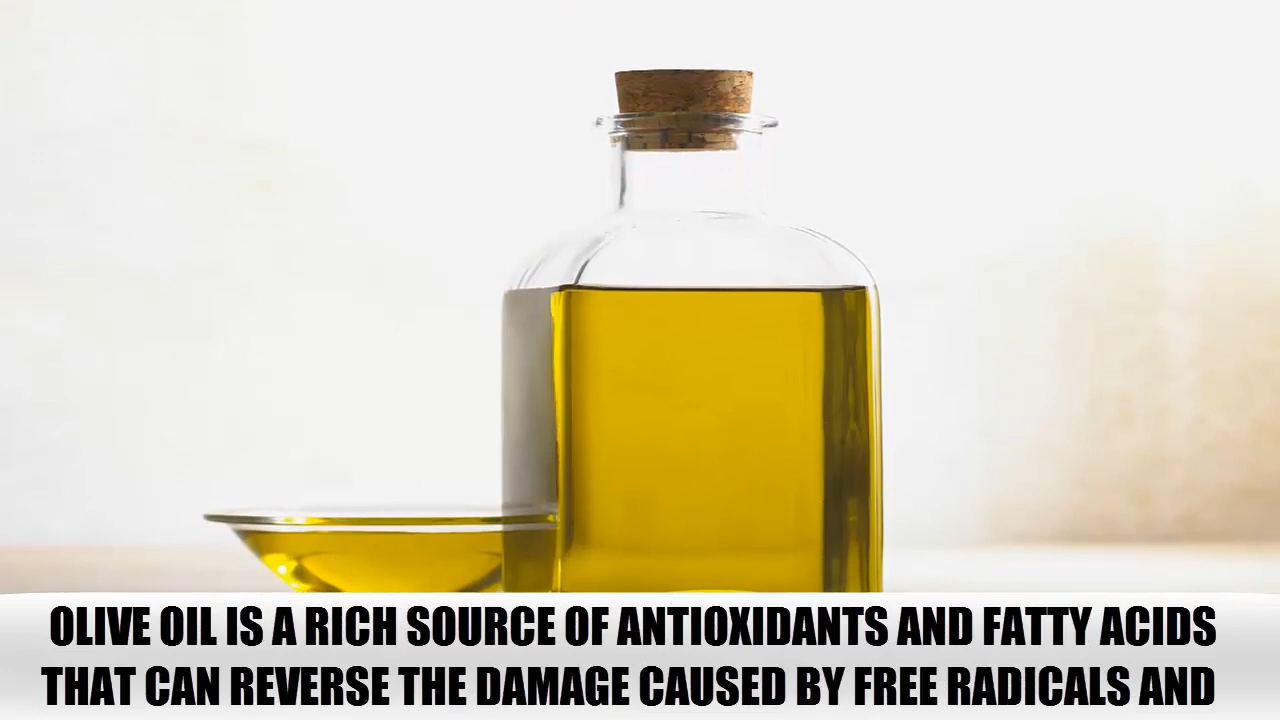 OLIVE OIL IS A RICH SOURCE OF ANTIOXIDANTS AND FATTY ACIDS
THAT CAN REVERSE THE DAMAGE CAUSED BY FREE RADICALS AND